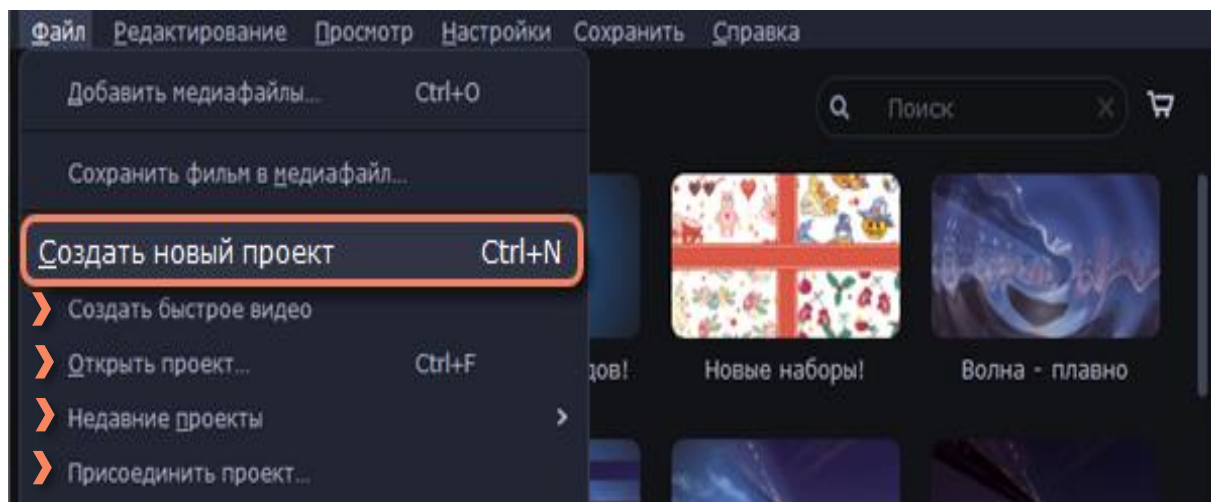 Файл Редактирование Просмотр Настройки Сохранить Справка
Добавить медиафайлы... Ctrl+O
Поиск
Сохранить фильм в медиафайл...
Создать новый проект Ctrl+N
Создать быстрое видео
Открыть проект... Ctrl+F
дов! Новые наборы! Волна - плавно
Недавние проекты
Присоединить проект...